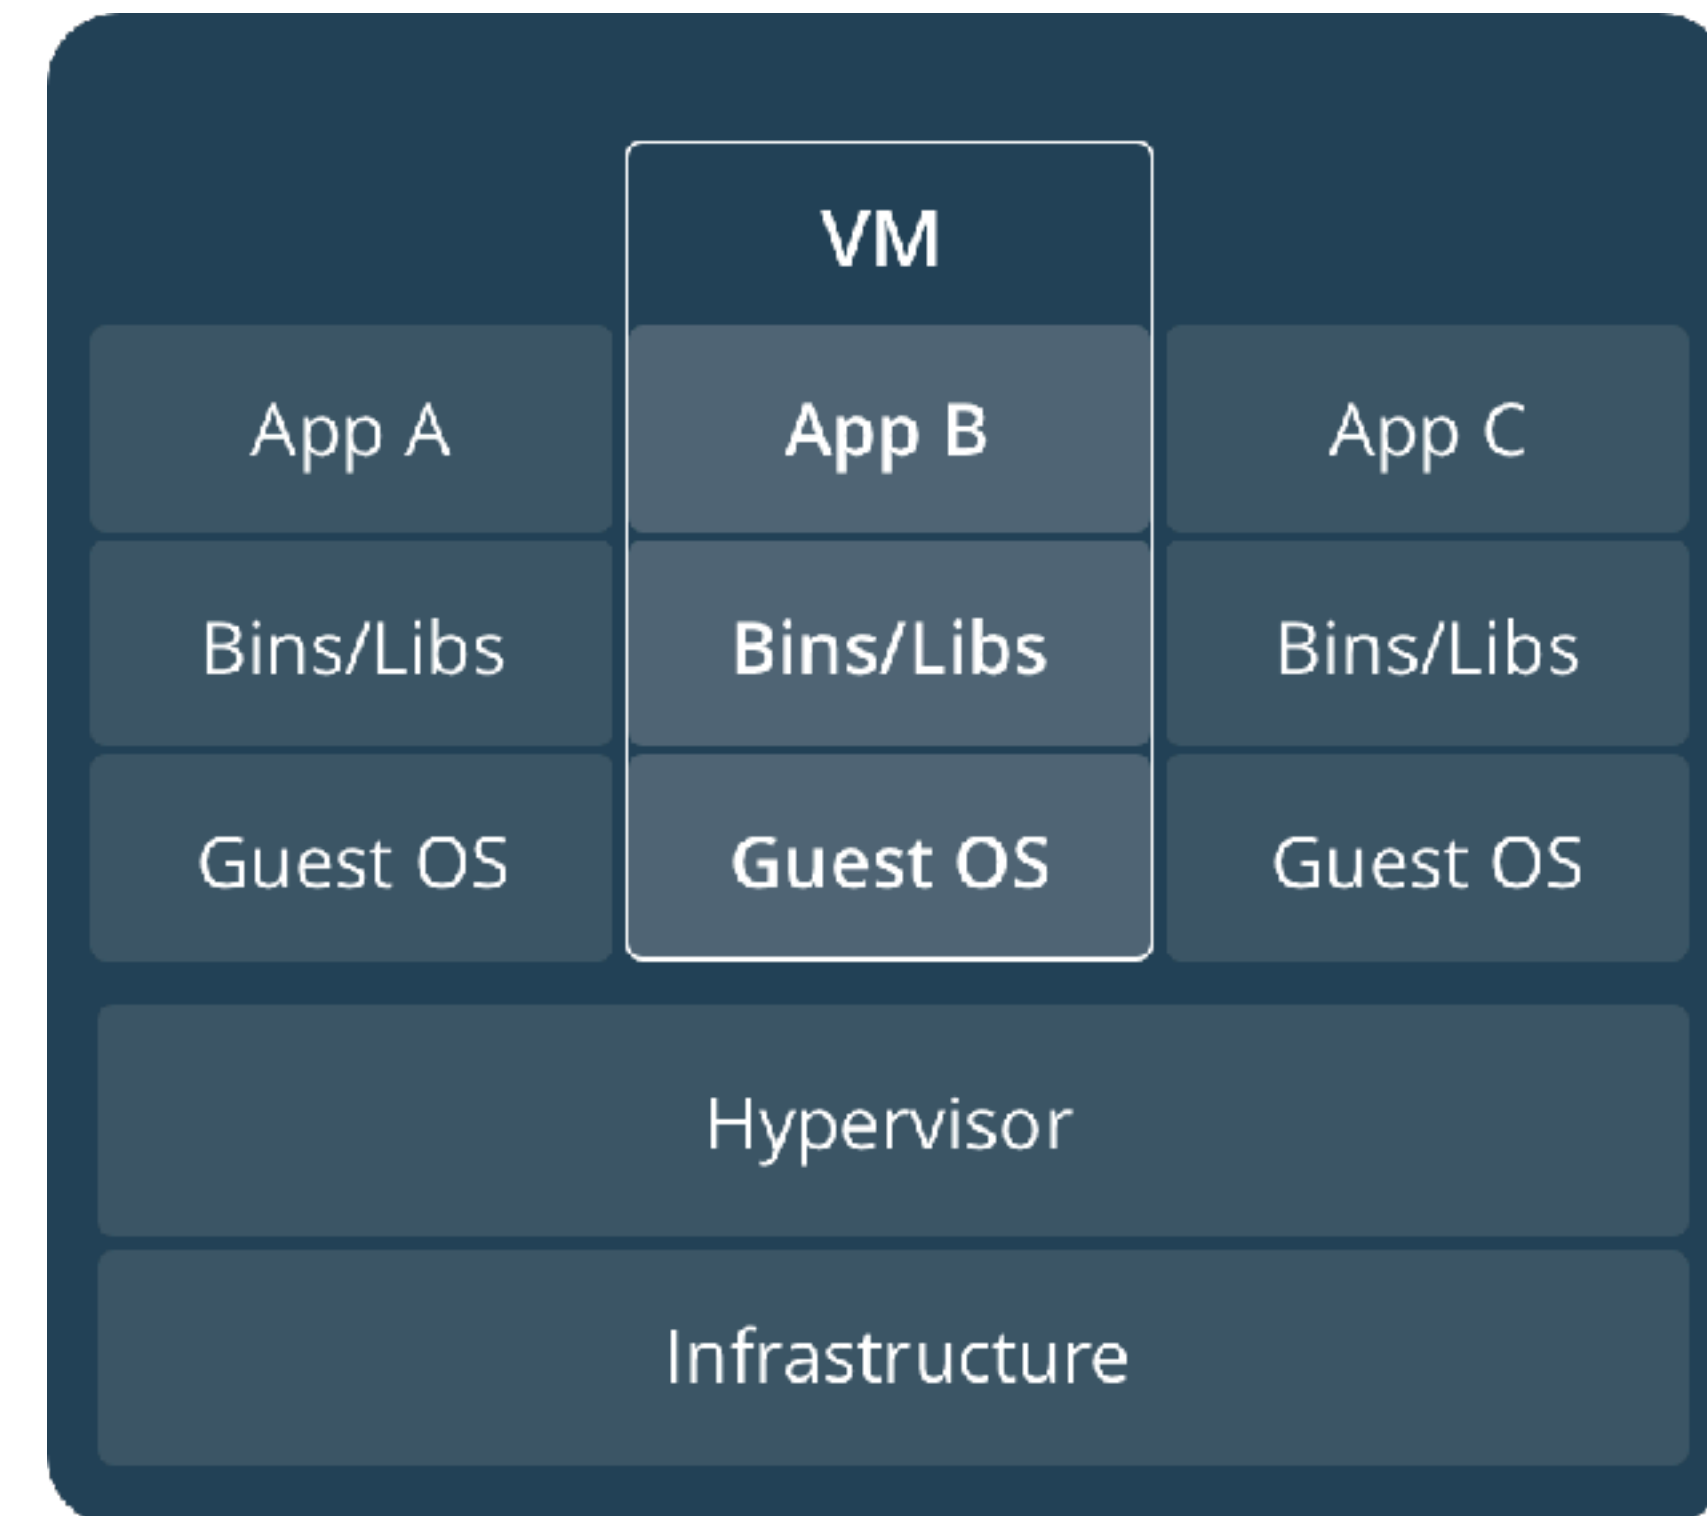 VM
App A
App B
App C
Bins/Libs
Bins/Libs
Bins/Libs
Guest OS
Guest OS
Guest OS
Hypervisor
Infrastructure